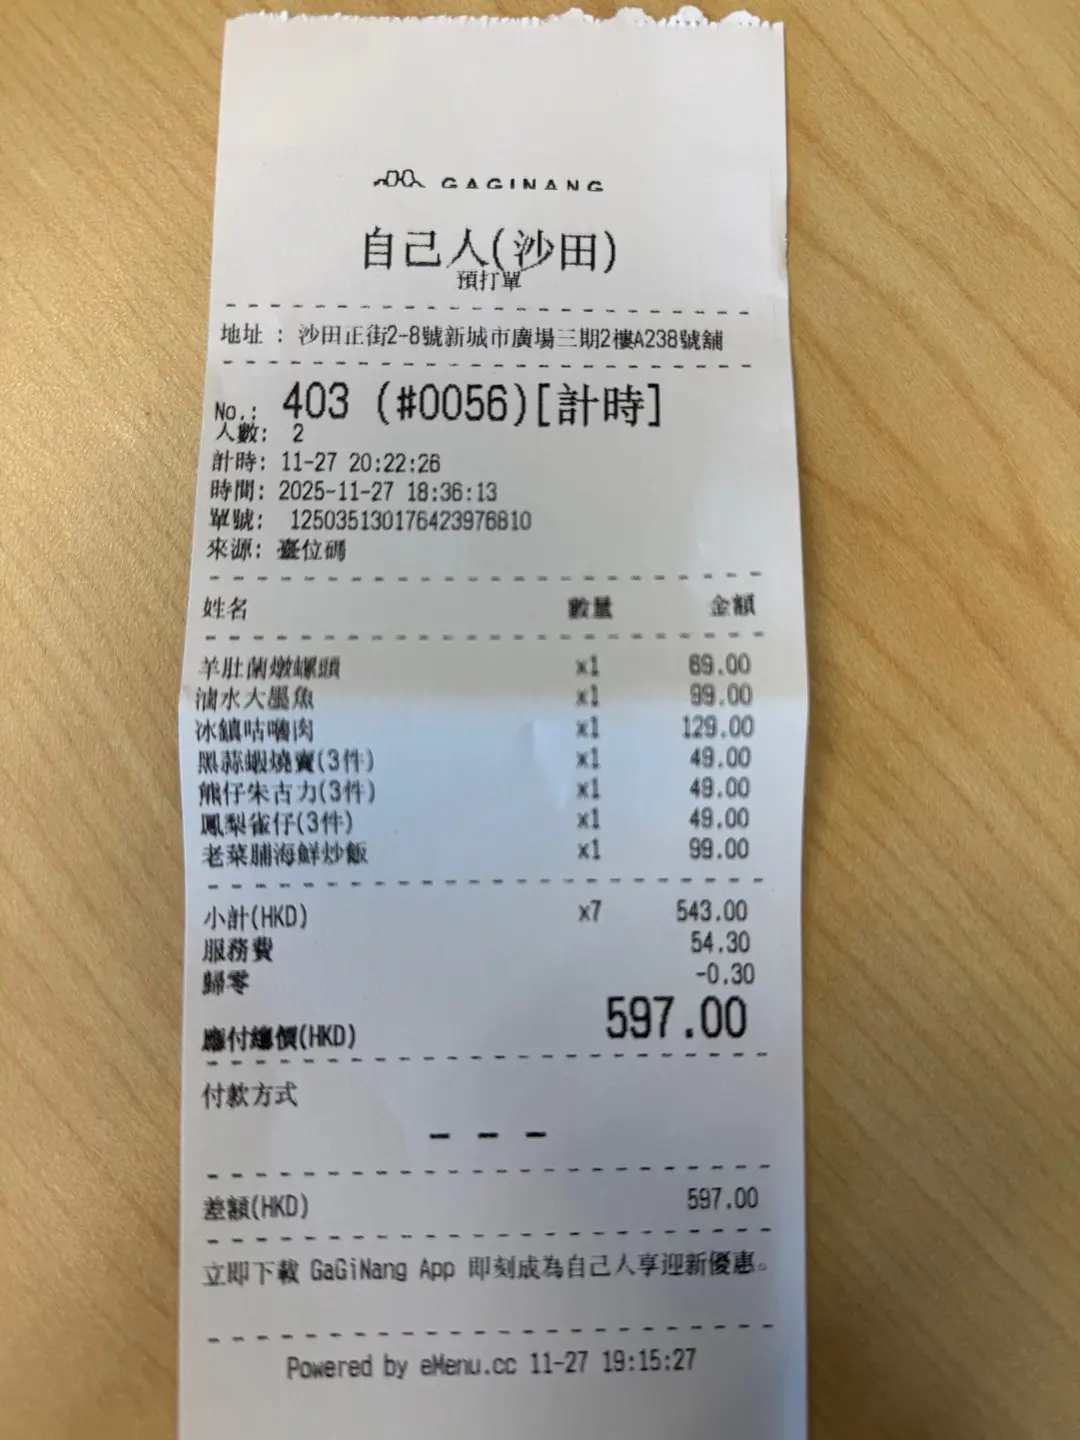 GAGINANG
自己人(沙田)
預打單
地址 : 沙田正街2-8號新城市廣場三期2樓A238號舖
No.: 403 (#0056)[計時]
人數: 2
計時: 11-27 20:22:26
時間: 2025-11-27 18:36:13
單號: 125035130176423976810
來源: 臺位碼
姓名 數量 金額
羊肚菌燉螺頭 x1 69.00
滷水大墨魚 x1 99.00
冰鎮咕嚕肉 x1 129.00
黑蒜蝦燒賣(3件) x1 49.00
熊仔朱古力(3件) x1 49.00
鳳梨雀仔(3件) x1 49.00
老菜脯海鮮炒飯 x1 99.00
小計(HKD) x7 543.00
服務費 54.30
歸零 -0.30
應付總價(HKD) 597.00
付款方式
- - -
差額(HKD) 597.00
立即下載 GaGiNang App 即刻成為自己人享迎新優惠。
Powered by eMenu.cc 11-27 19:15:27